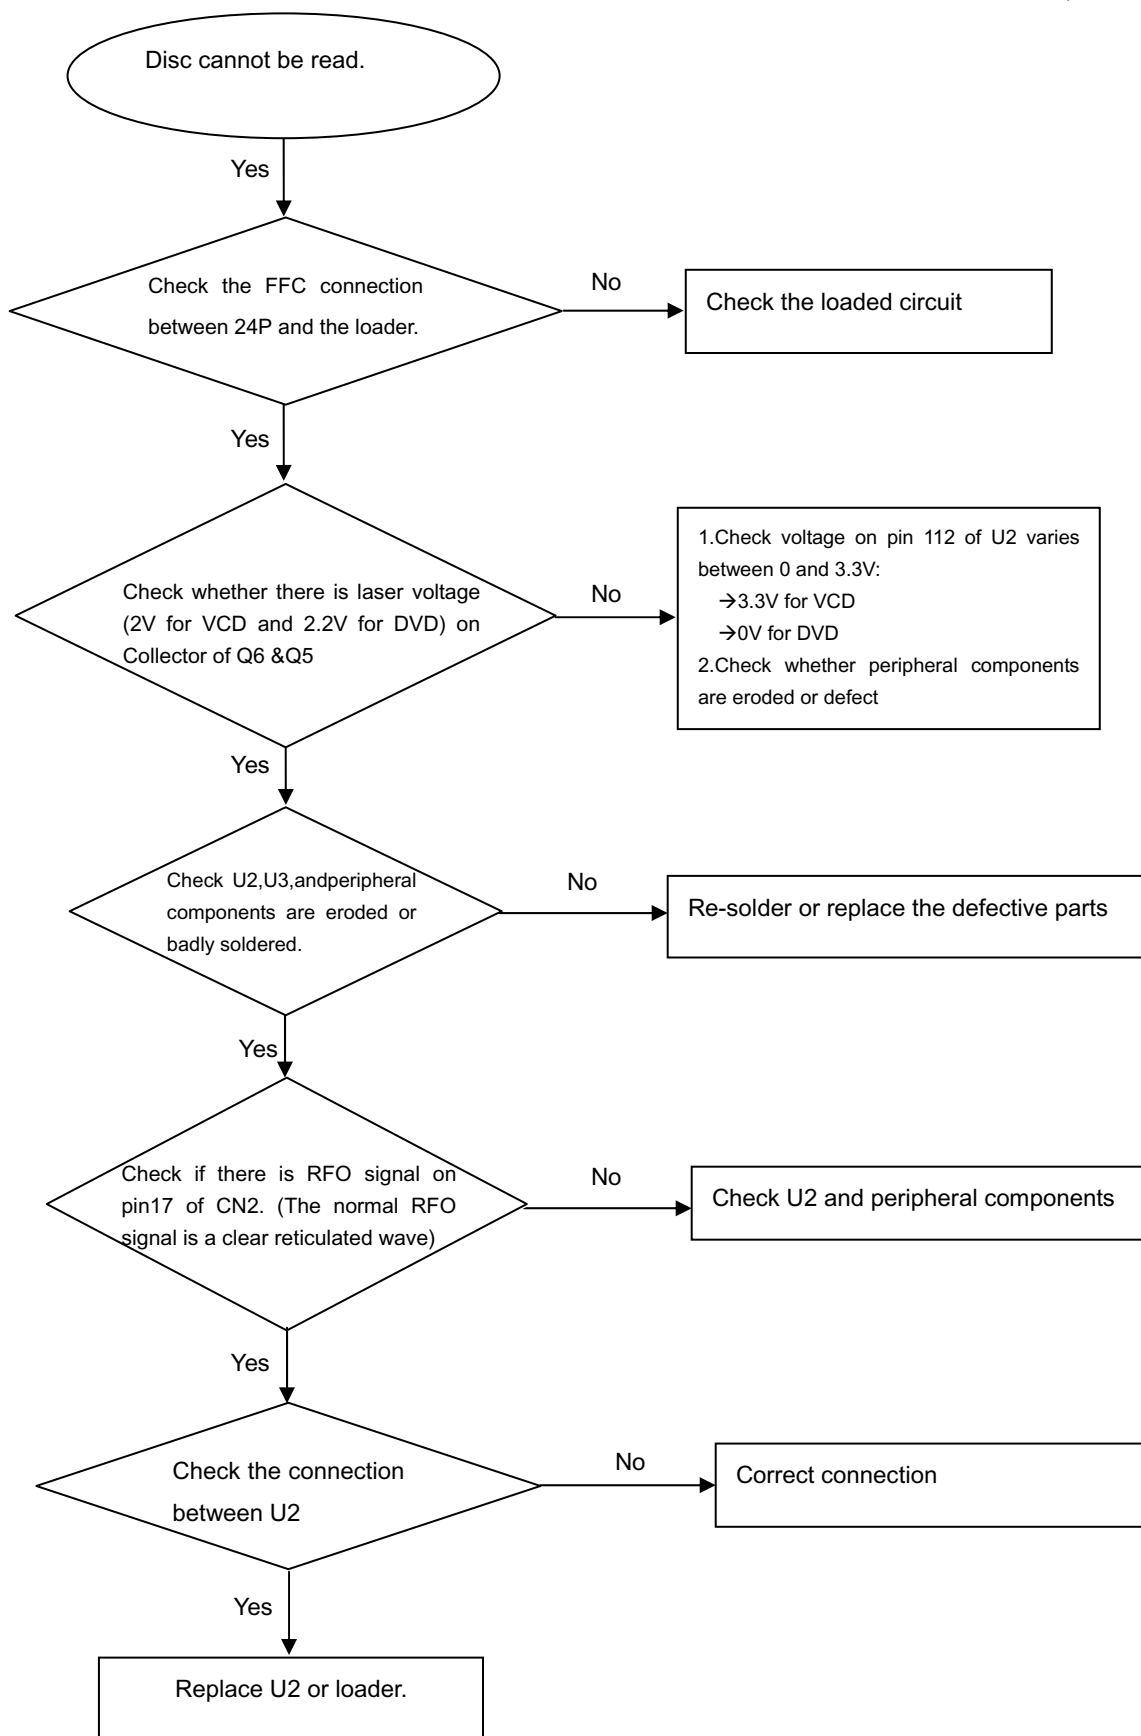 Disc cannot be read.
Yes
Check the FFC connection
between 24P and the loader.
No
Check the loaded circuit
Yes
Check whether there is laser voltage
(2V for VCD and 2.2V for DVD) on
Collector of Q6 &Q5
No
1.Check voltage on pin 112 of U2 varies
between 0 and 3.3V:
→3.3V for VCD
→0V for DVD
2.Check whether peripheral components
are eroded or defect
Yes
Check U2,U3,andperipheral
components are eroded or
badly soldered.
No
Re-solder or replace the defective parts
Yes
Check if there is RFO signal on
pin17 of CN2. (The normal RFO
signal is a clear reticulated wave)
No
Check U2 and peripheral components
Yes
Check the connection
between U2
No
Correct connection
Yes
Replace U2 or loader.